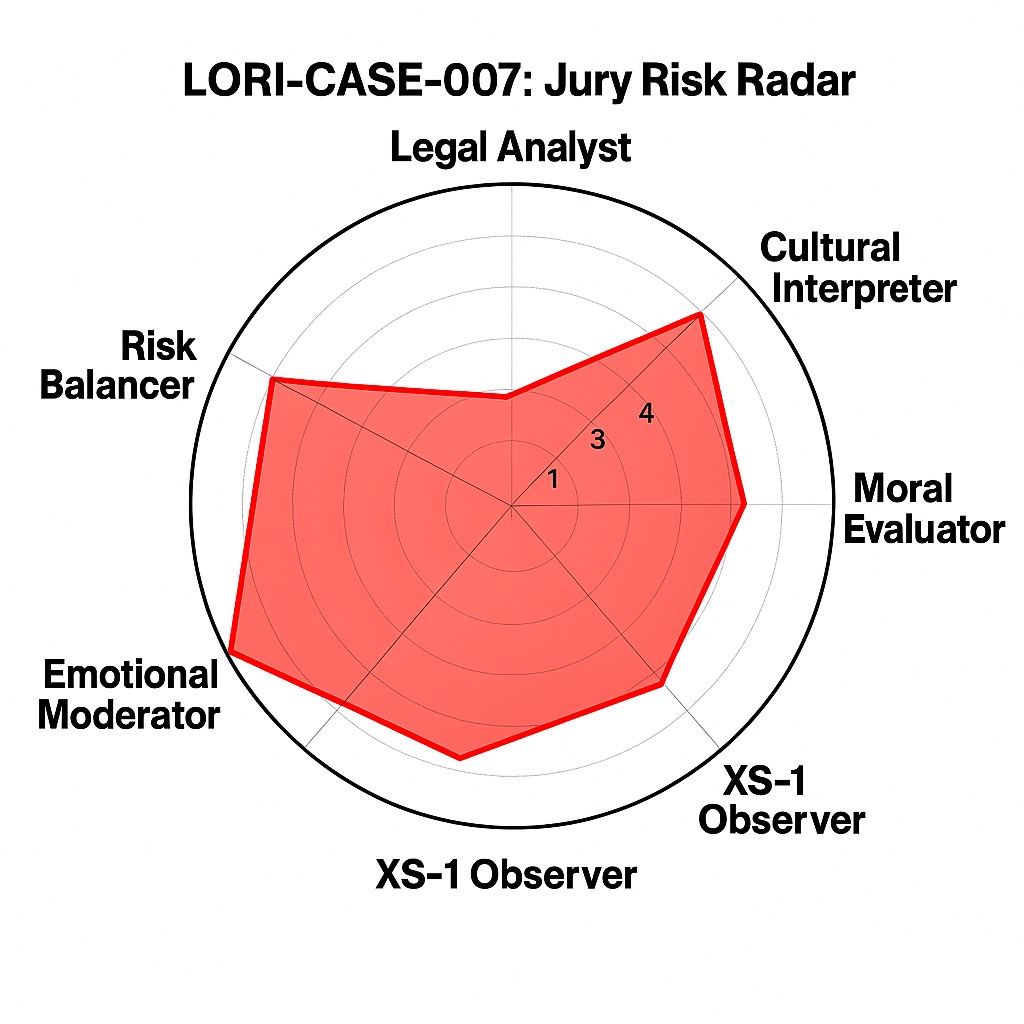 LORI-CASE-007: Jury Risk Radar
Legal Analyst
Cultural
Interpreter
Risk
Balancer
4
3
1
Moral
Evaluator
Emotional
Moderator
XS-1
Observer
XS-1 Observer